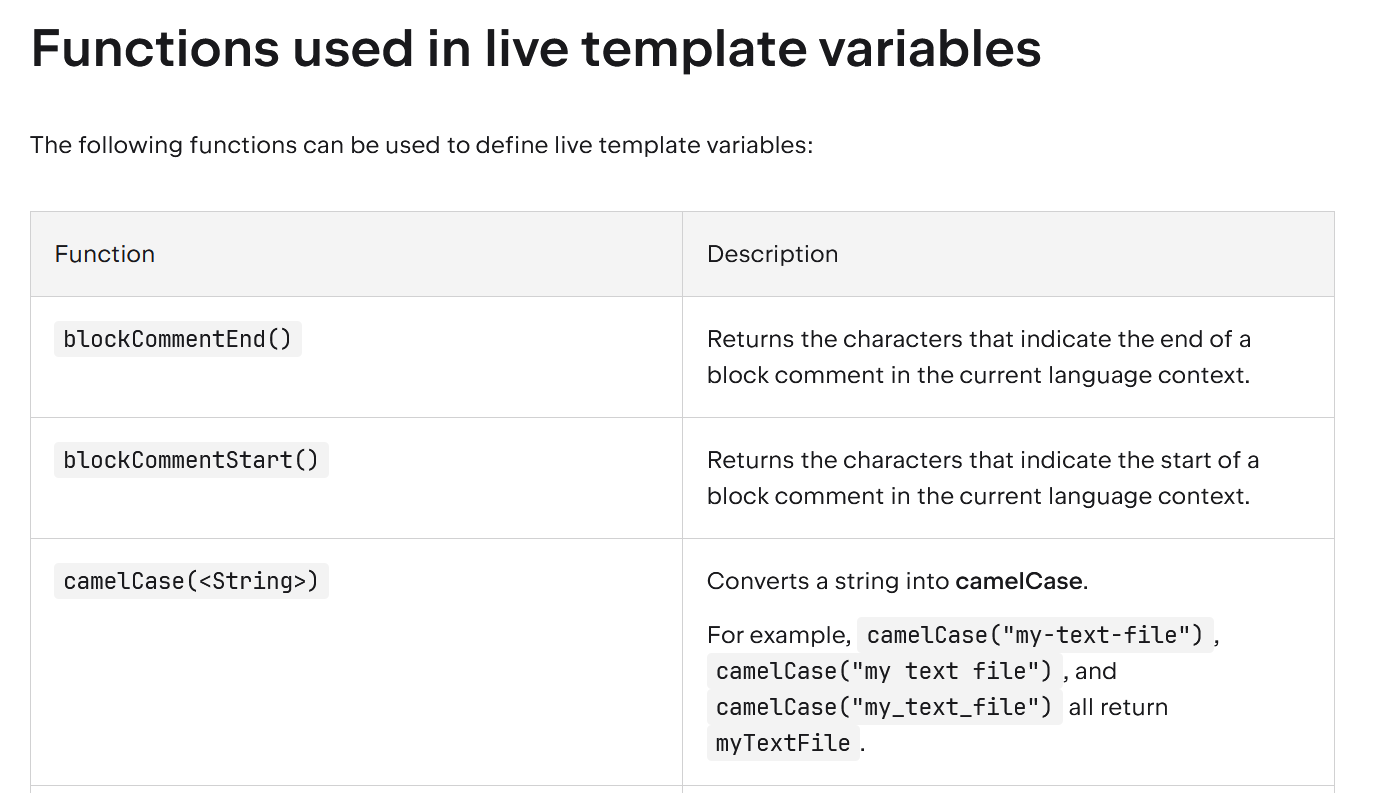 Functions used in live template variables
The following functions can be used to define live template variables:
Function
Description
blockCommentEnd()
Returns the characters that indicate the end of a
block comment in the current language context.
blockCommentStart()
Returns the characters that indicate the start of a
block comment in the current language context.
camelCase(<String>)
Converts a string into camelCase.
For example, camelCase("my-text-file") ,
camelCase("my text file") , and
camelCase("my_text_file") all return
myTextFile .